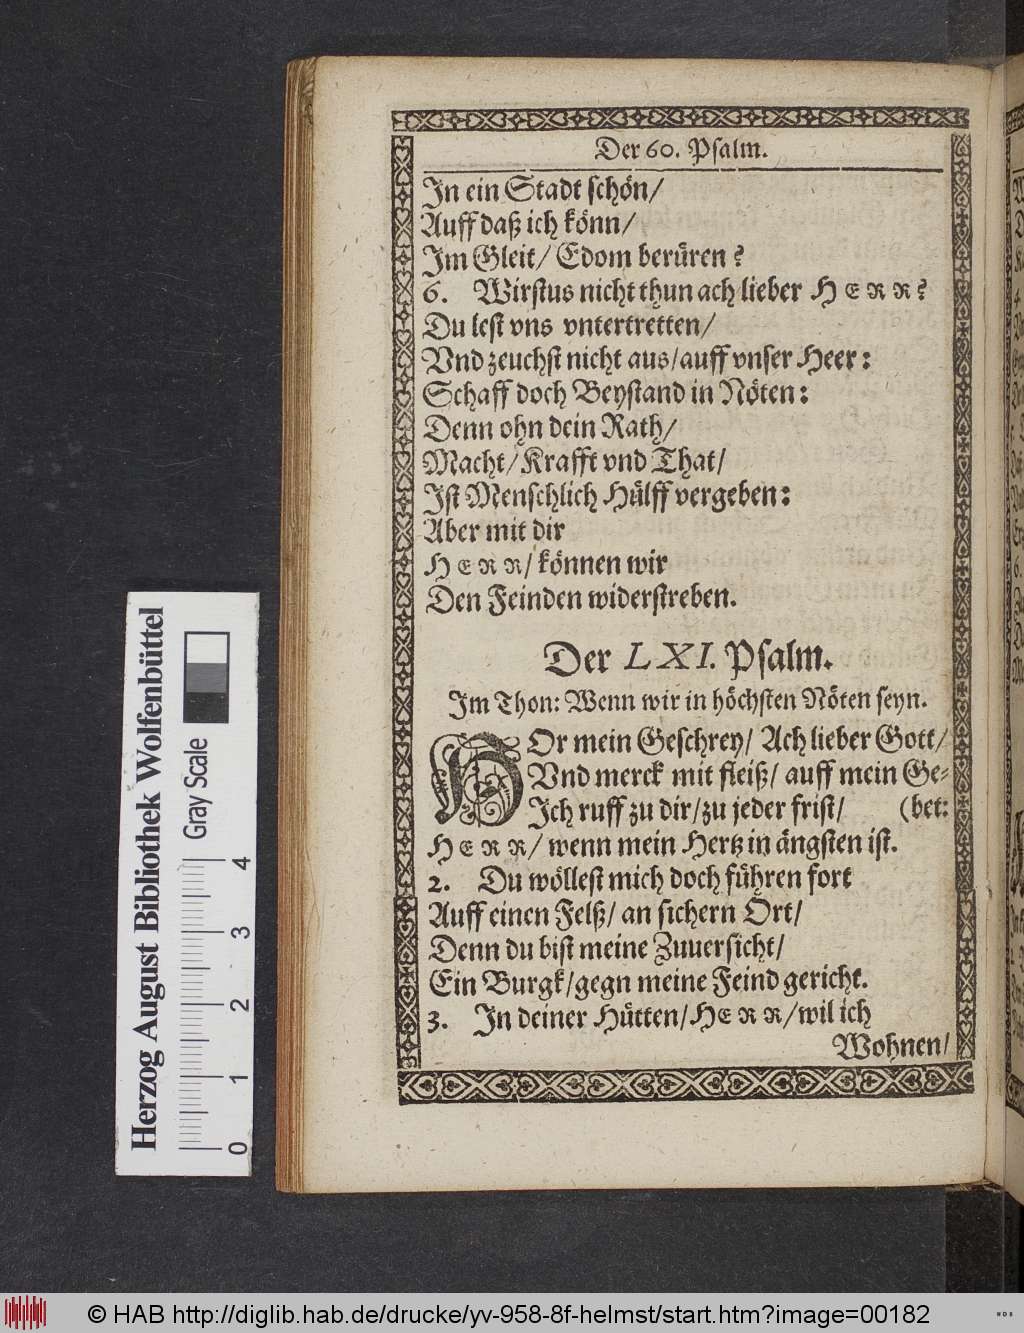 Der 60. Psalm.
In ein Stadt schön/
Auff daß ich könn/
Im Gleit/ Edom berüren?
6. Wirstus nicht thun ach lieber HERR?
Du lest vns vntertretten/
Vnd zeuchst nicht aus/auff vnser Heer:
Schaff doch Beystand in Nöten:
Denn ohn dein Rath/
Macht/Krafft vnd That/
Ist Menschlich Hülff vergeben:
Aber mit dir
HERR/können wir
Den Feinden widerstreben.
Der LXI. Psalm.
Im Thon: Wenn wir in höchsten Nöten seyn.
HOr mein Geschrey/ Ach lieber Gott/
Vnd merck mit fleiß/ auff mein Ge-
Ich ruff zu dir/zu jeder frist/ (bet:
HERR/ wenn mein Hertz in ängsten ist.
2. Du wöllest mich doch führen fort
Auff einen Felß/ an sichern Ort/
Denn du bist meine Zuuersicht/
Ein Burgk/gegn meine Feind gericht.
3. In deiner Hütten/HERR/wil ich
Wohnen/
Herzog August Bibliothek Wolfenbüttel
Gray Scale
0 1 2 3 4
© HAB http://diglib.hab.de/drucke/yv-958-8f-helmst/start.htm?image=00182